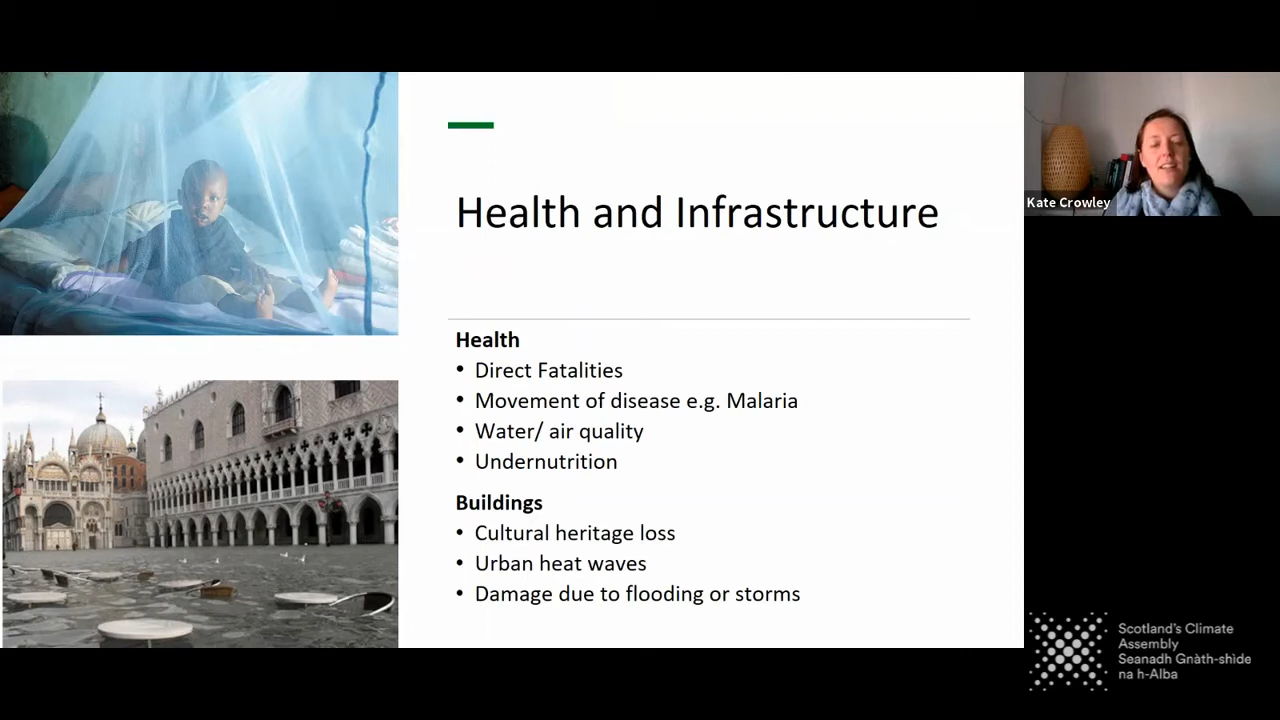 Health and Infrastructure
Health
• Direct Fatalities
• Movement of disease e.g. Malaria
• Water/ air quality
• Undernutrition
Buildings
• Cultural heritage loss
• Urban heat waves
• Damage due to flooding or storms
Kate Crowley
Scotland's Climate
Assembly
Seanadh Gnàth-shìde
na h-Alba